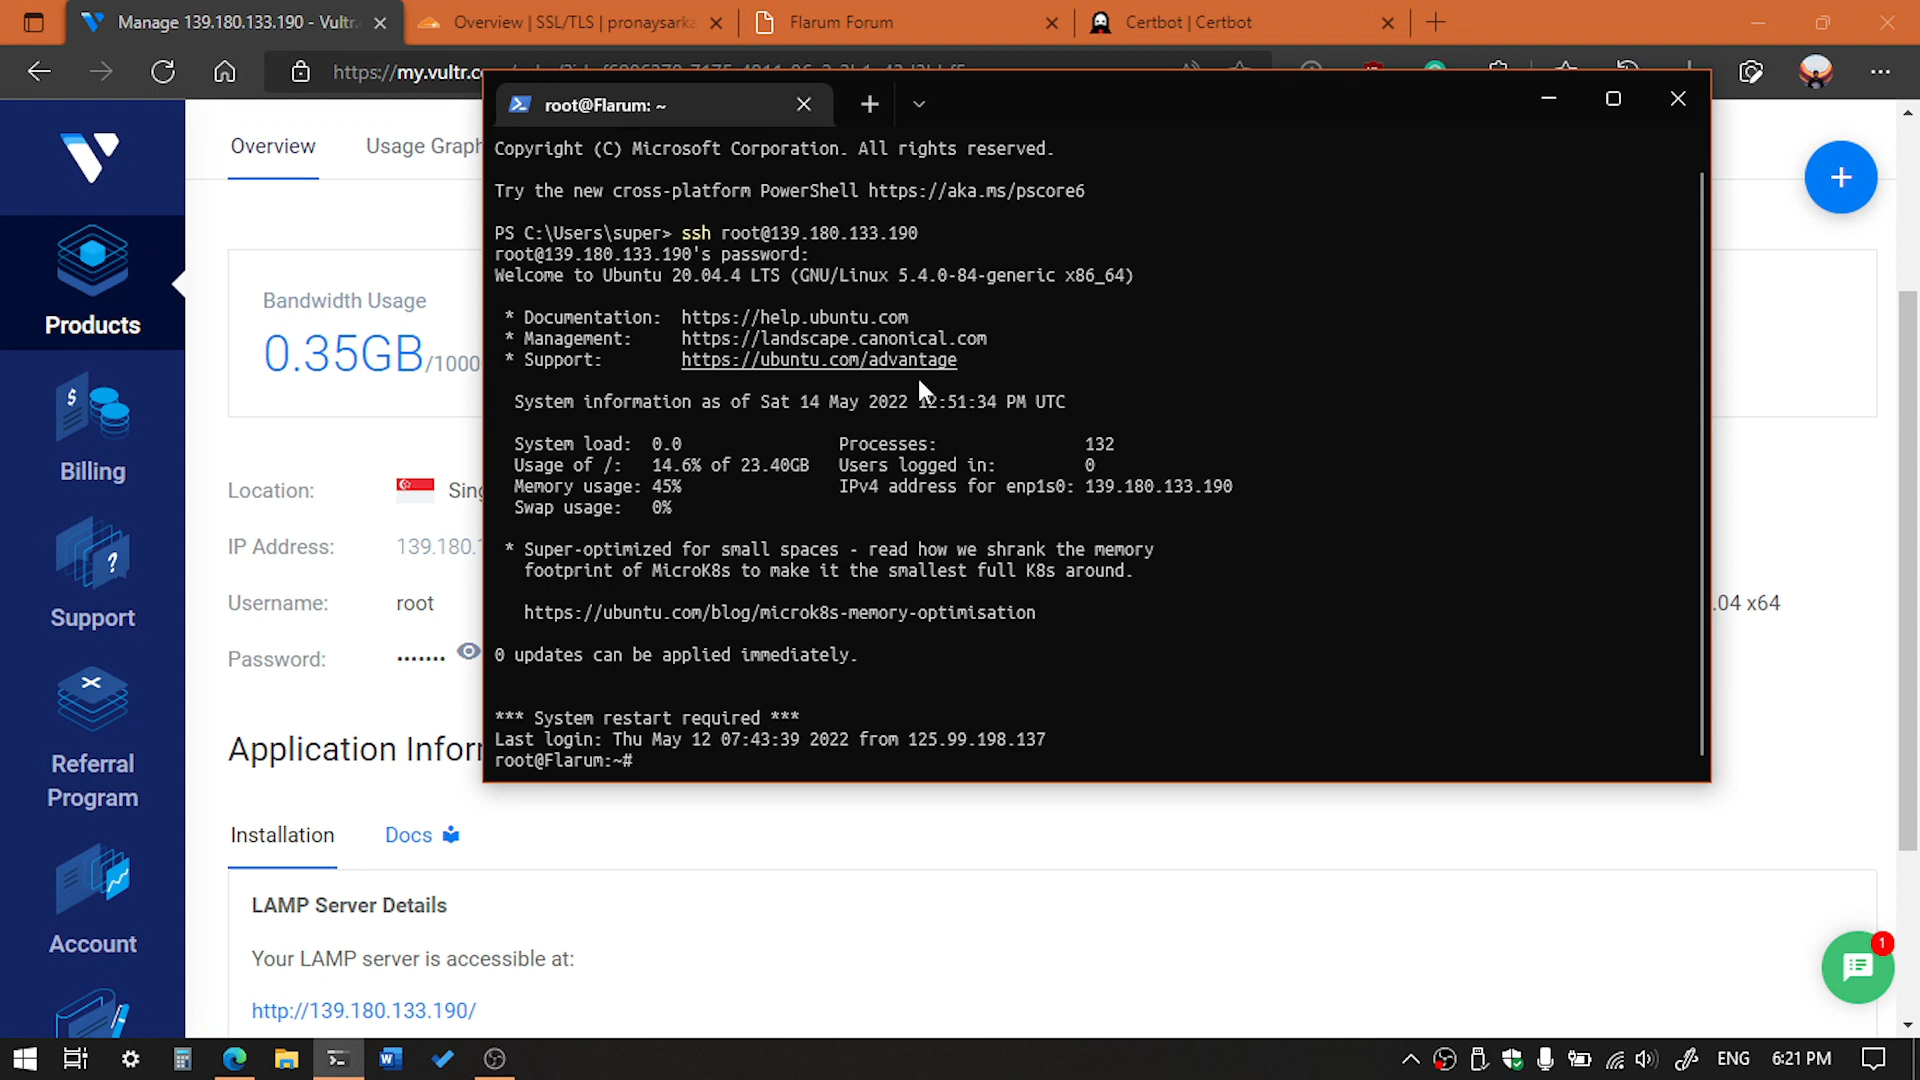 Manage 139.180.133.190 - Vultr.
Overview | SSL/TLS | pronaysarka
Flarum Forum
Certbot | Certbot
https://my.vultr.c
root@Flarum: ~
Overview
Usage Graph
Copyright (C) Microsoft Corporation. All rights reserved.
Try the new cross-platform PowerShell https://aka.ms/pscore6
PS C:\Users\super> ssh root@139.180.133.190
root@139.180.133.190's password:
Welcome to Ubuntu 20.04.4 LTS (GNU/Linux 5.4.0-84-generic x86_64)
* Documentation: https://help.ubuntu.com
* Management: https://landscape.canonical.com
* Support: https://ubuntu.com/advantage
System information as of Sat 14 May 2022 12:51:34 PM UTC
System load: 0.0 Processes: 132
Usage of /: 14.6% of 23.40GB Users logged in: 0
Memory usage: 45% IPv4 address for enp1s0: 139.180.133.190
Swap usage: 0%
* Super-optimized for small spaces - read how we shrank the memory
footprint of MicroK8s to make it the smallest full K8s around.
https://ubuntu.com/blog/microk8s-memory-optimisation
0 updates can be applied immediately.
*** System restart required ***
Last login: Thu May 12 07:43:39 2022 from 125.99.198.137
root@Flarum:~#
Products
Billing
Support
Referral
Program
Account
Bandwidth Usage
0.35GB/1000
Location: Sing
IP Address: 139.180.1
Username: root
.04 x64
Password: •••••••
Application Inform
Installation
Docs
LAMP Server Details
Your LAMP server is accessible at:
http://139.180.133.190/
1
ENG
6:21 PM